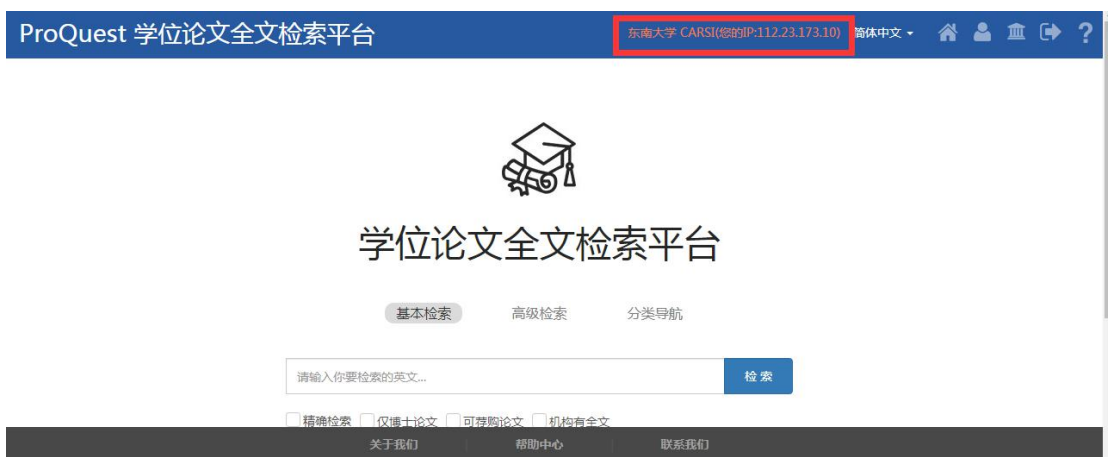 ProQuest 学位论文全文检索平台 东南大学 CARSI(您的IP:112.23.173.10) 简体中文
学位论文全文检索平台
基本检索 高级检索 分类导航
请输入你要检索的英文... 检 索
精确检索 仅博士论文 可荐购论文 机构有全文
关于我们 帮助中心 联系我们